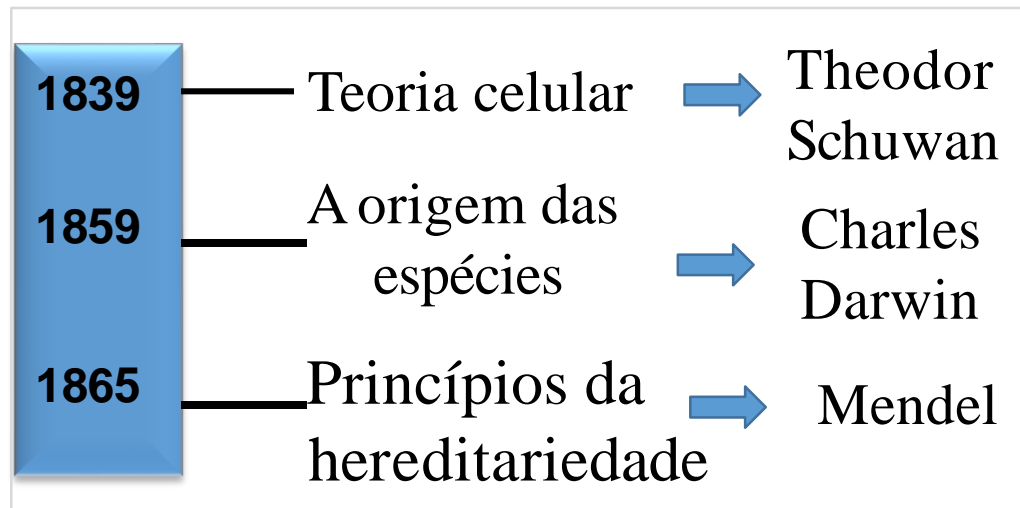 1839
Teoria celular
Theodor
Schuwan
1859
A origem das
espécies
Charles
Darwin
1865
Princípios da
hereditariedade
Mendel